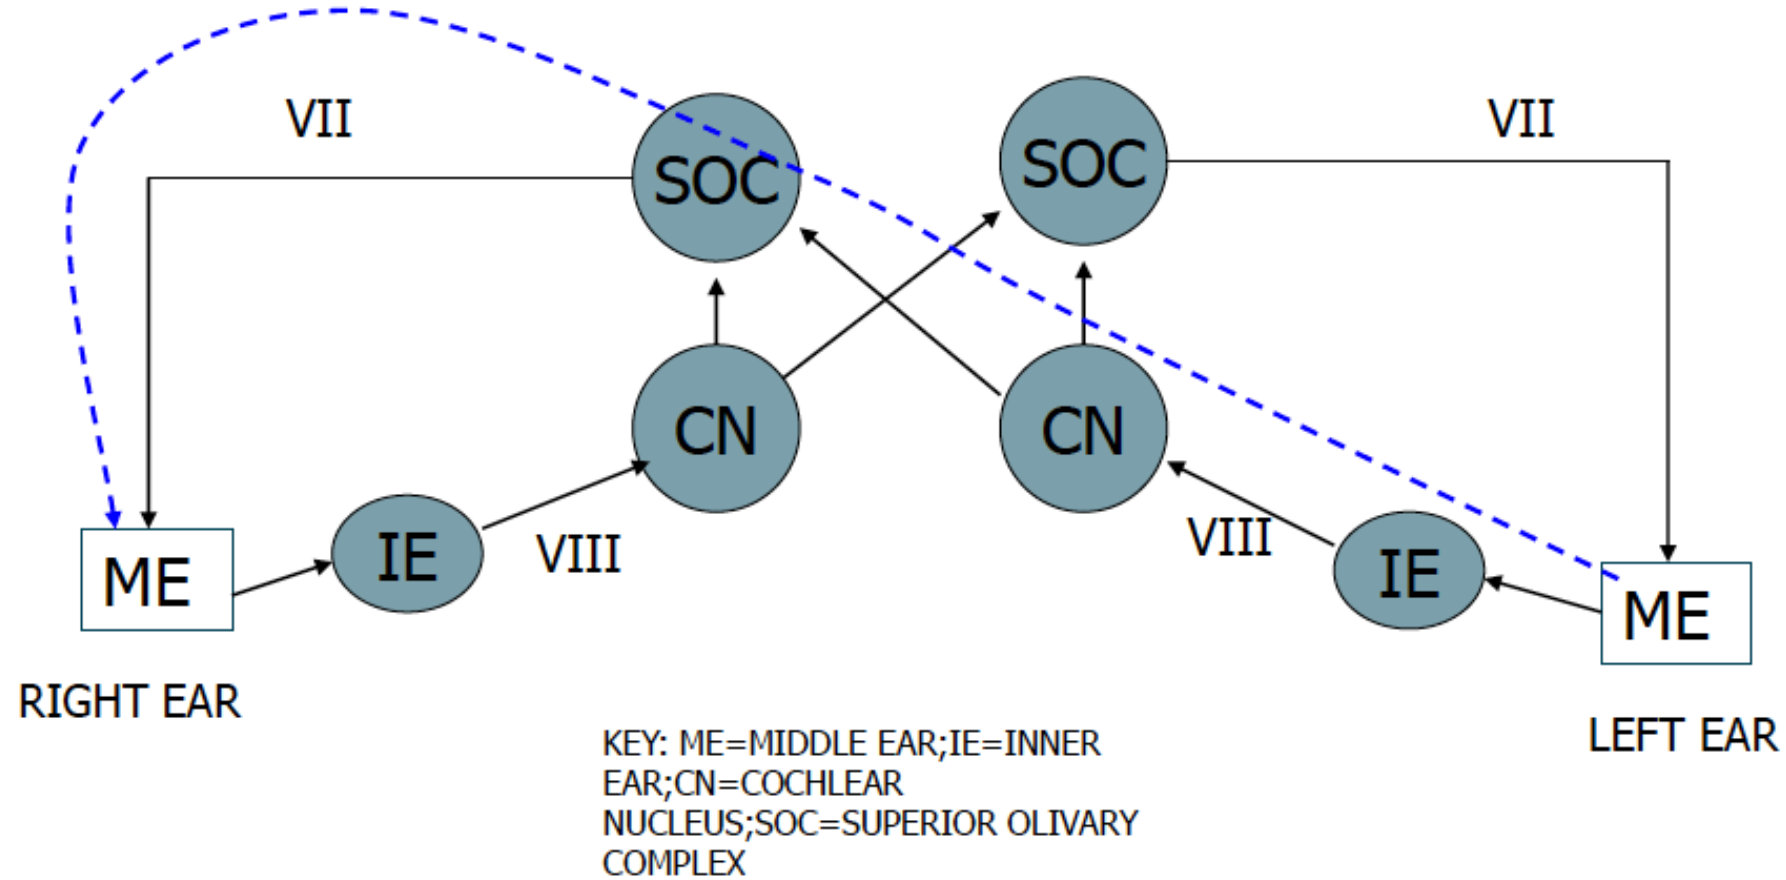 VII
VII
SOC
SOC
CN
CN
IE
VIII
VIII
IE
ME
ME
RIGHT EAR
LEFT EAR
KEY: ME=MIDDLE EAR;IE=INNER
EAR;CN=COCHLEAR
NUCLEUS;SOC=SUPERIOR OLIVARY
COMPLEX